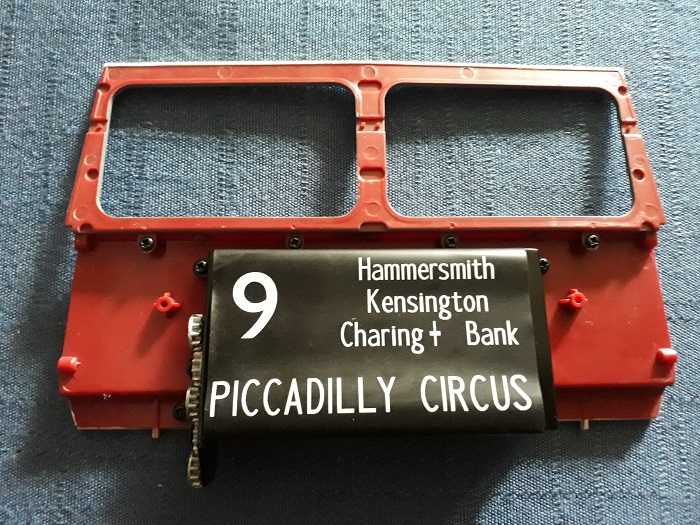 9
Hammersmith
Kensington
Charing✝ Bank
PICCADILLY CIRCUS